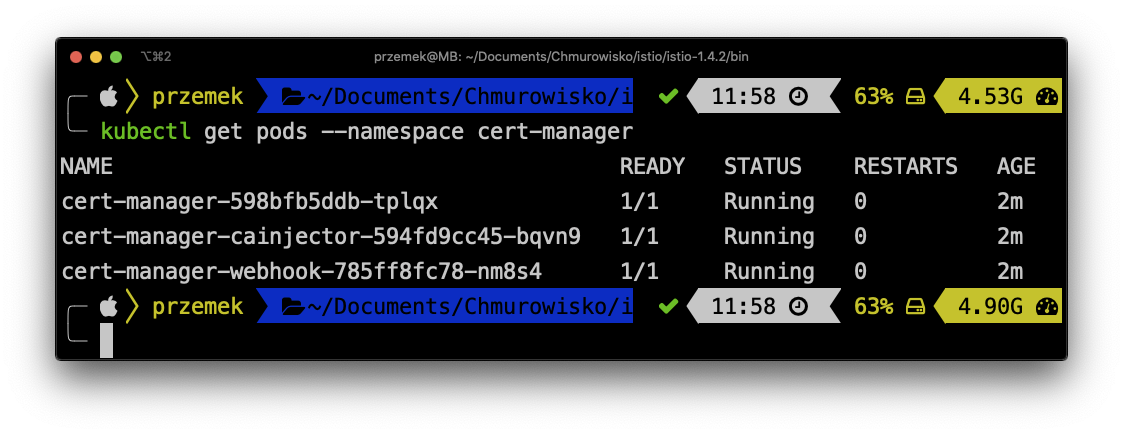 ⌥⌘2 przemek@MB: ~/Documents/Chmurowisko/istio/istio-1.4.2/bin
przemek ~/Documents/Chmurowisko/i ✔ 11:58 63% 4.53G
kubectl get pods --namespace cert-manager
NAME READY STATUS RESTARTS AGE
cert-manager-598bfb5ddb-tplqx 1/1 Running 0 2m
cert-manager-cainjector-594fd9cc45-bqvn9 1/1 Running 0 2m
cert-manager-webhook-785ff8fc78-nm8s4 1/1 Running 0 2m
przemek ~/Documents/Chmurowisko/i ✔ 11:58 63% 4.90G